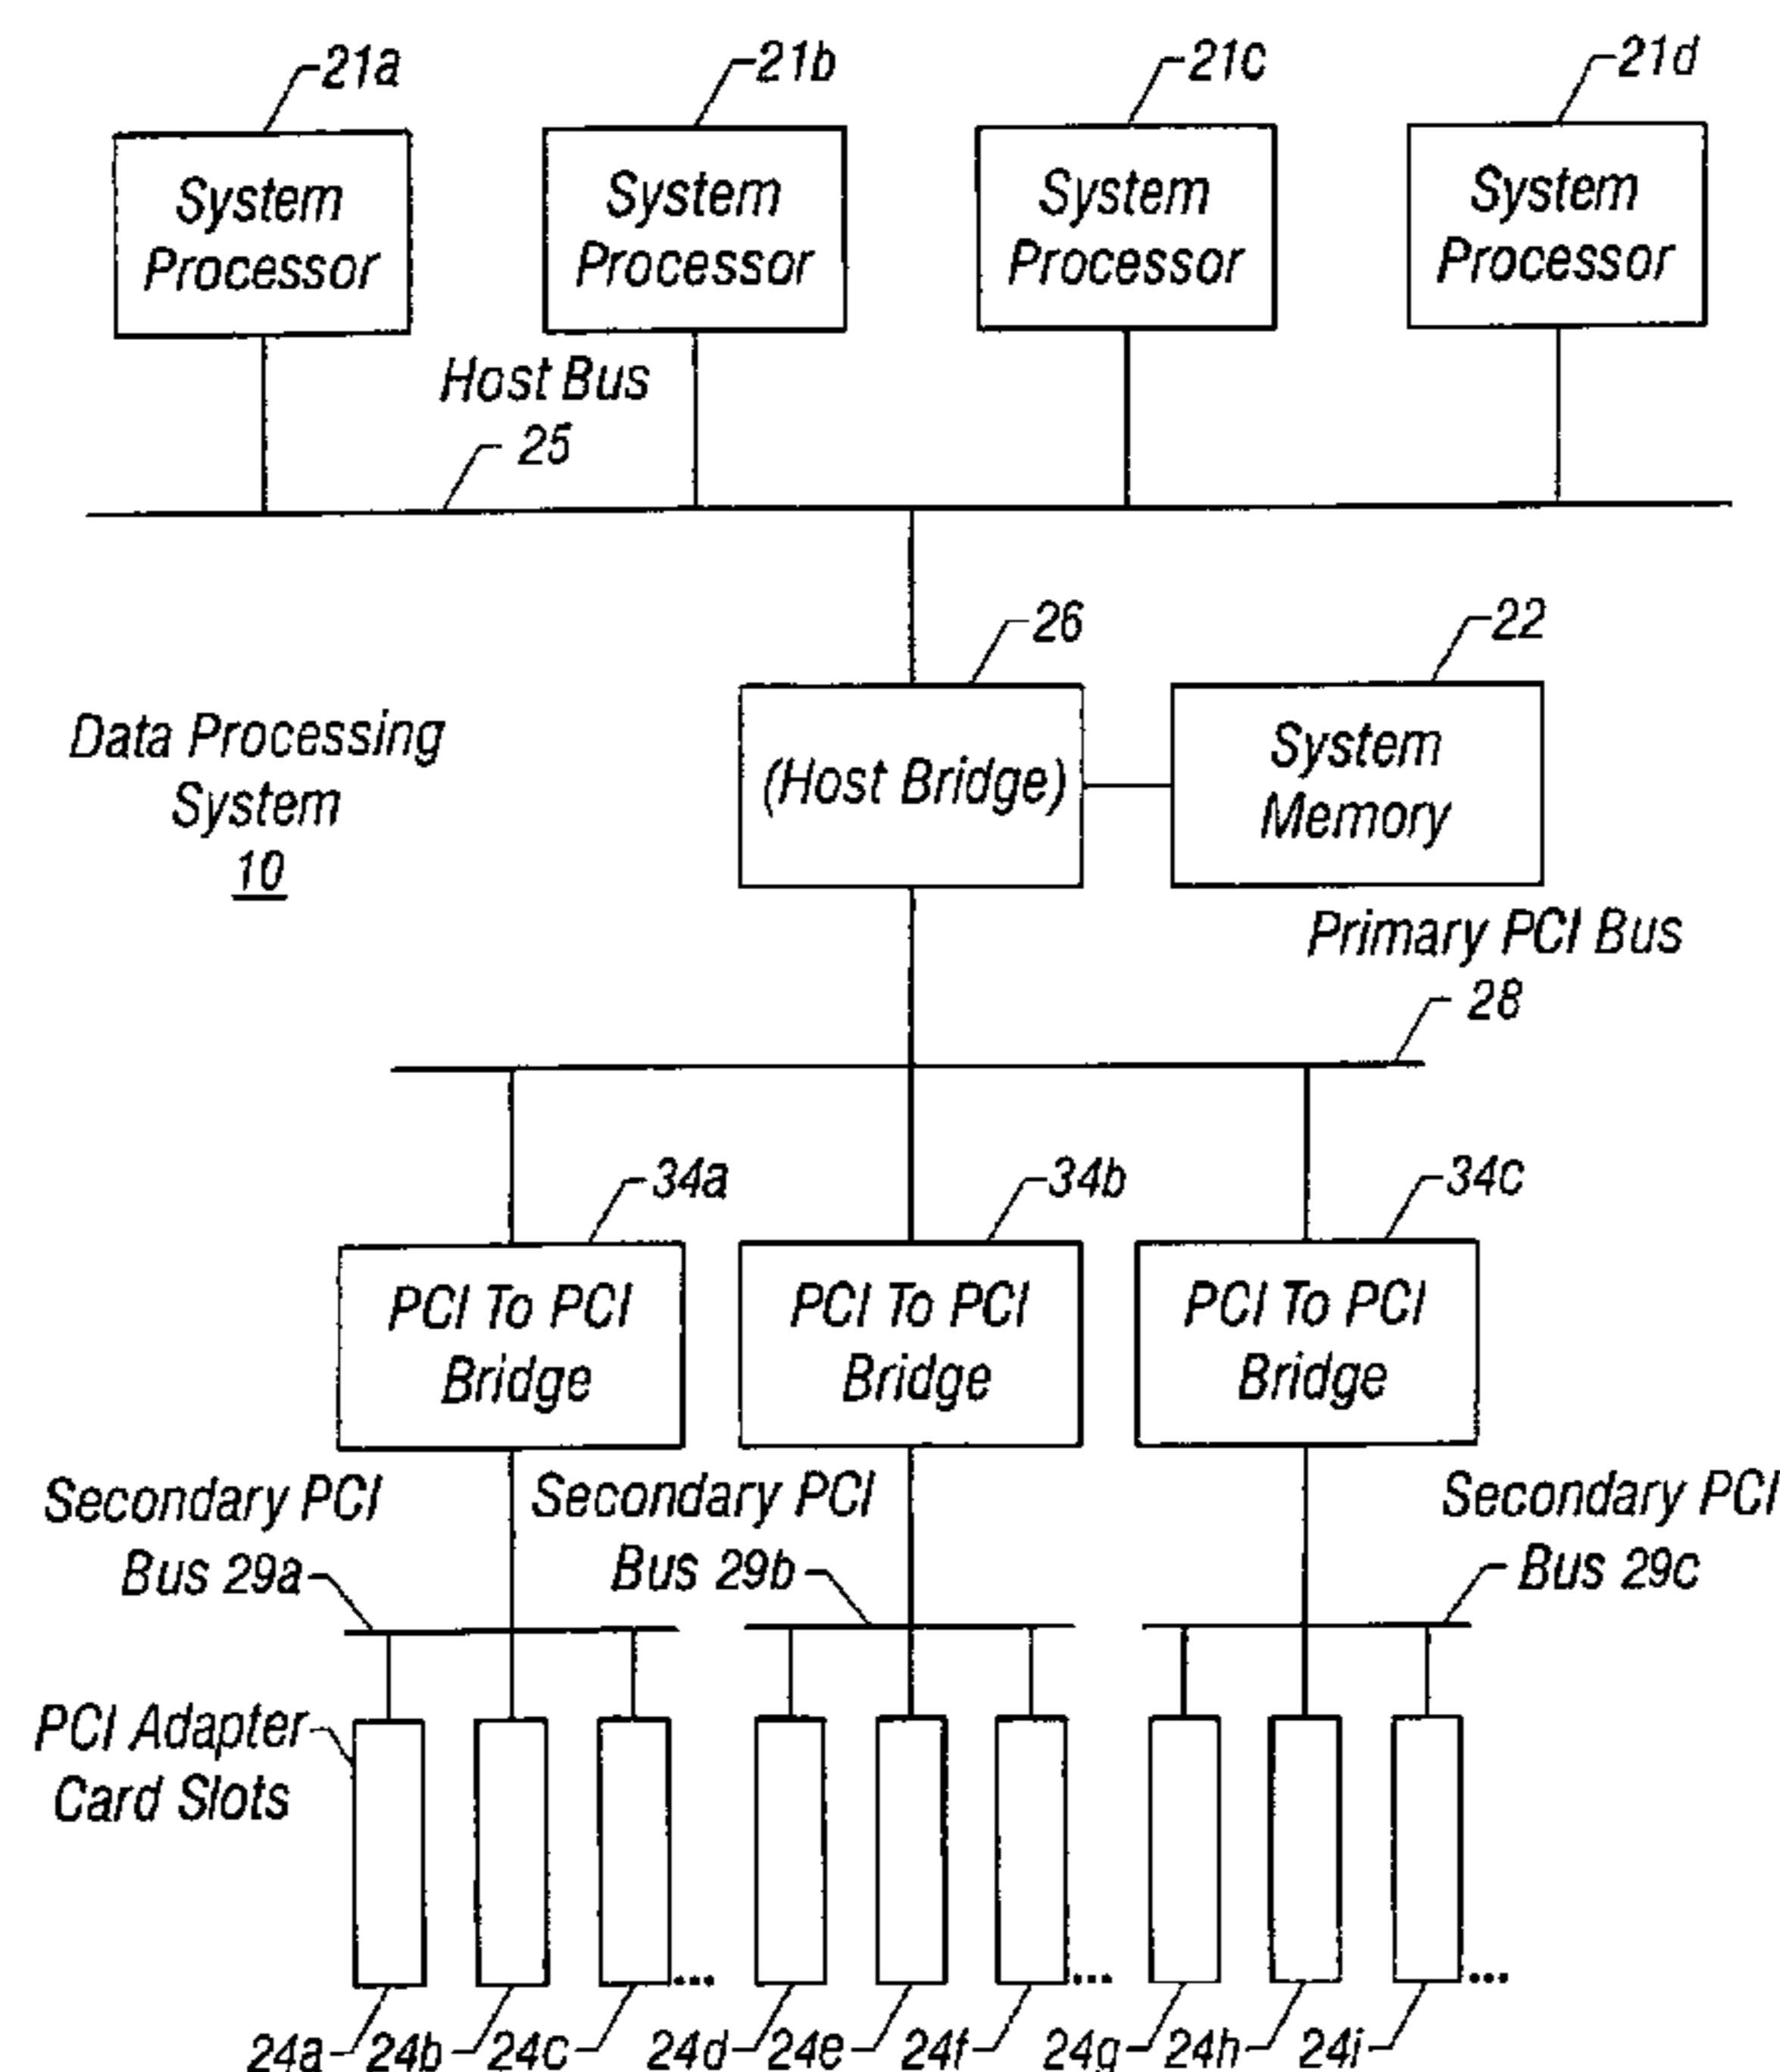 21a
21b
21c
21d
System
Processor
System
Processor
System
Processor
System
Processor
Host Bus
25
26
22
Data Processing
System
10
(Host Bridge)
System
Memory
Primary PCI Bus
28
34a
34b
34c
PCI To PCI
Bridge
PCI To PCI
Bridge
PCI To PCI
Bridge
Secondary PCI
Bus 29a
Secondary PCI
Bus 29b
Secondary PCI
Bus 29c
PCI Adapter
Card Slots
...
...
...
24a
24b
24c
24d
24e
24f
24g
24h
24i